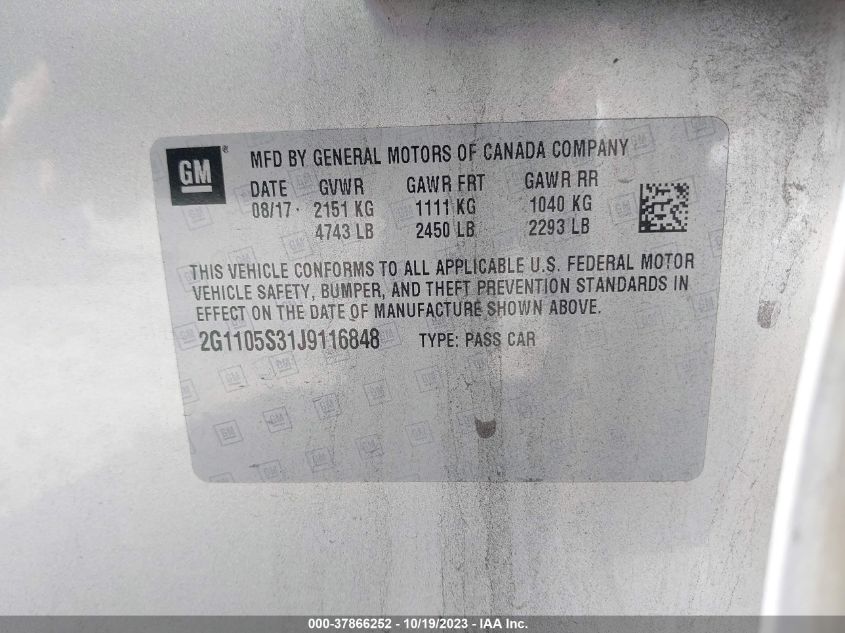 GM ® MFD BY GENERAL MOTORS OF CANADA COMPANY
DATE GVWR GAWR FRT GAWR RR
08/17 2151 KG 1111 KG 1040 KG
4743 LB 2450 LB 2293 LB
THIS VEHICLE CONFORMS TO ALL APPLICABLE U.S. FEDERAL MOTOR
VEHICLE SAFETY, BUMPER, AND THEFT PREVENTION STANDARDS IN
EFFECT ON THE DATE OF MANUFACTURE SHOWN ABOVE.
2G1105S31J9116848 TYPE: PASS CAR
000-37866252 - 10/19/2023 - IAA Inc.